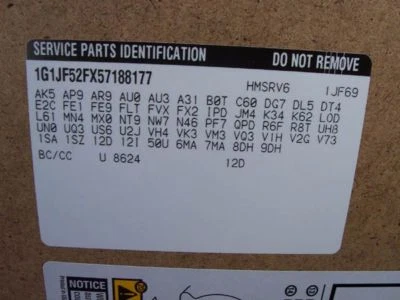 SERVICE PARTS IDENTIFICATION
DO NOT REMOVE
1G1JF52FX57188177
HMSRV6 1JF69
AK5 AP9 AR9 AU0 AU3 A31 B0T C60 DG7 DL5 DT4
E2C FE1 FE9 FLT FVX FX2 IPD JM4 K34 K62 LOD
L61 MN4 MX0 NT9 NW7 N46 PF7 QPD R6F R8T UH8
UN0 UQ3 US6 U2J VH4 VK3 VM3 VQ3 V1H V2G V73
1SA 1SZ 12D 12I 50U 6MA 7MA 8DH 9DH
BC/CC U 8624 12D
NOTICE